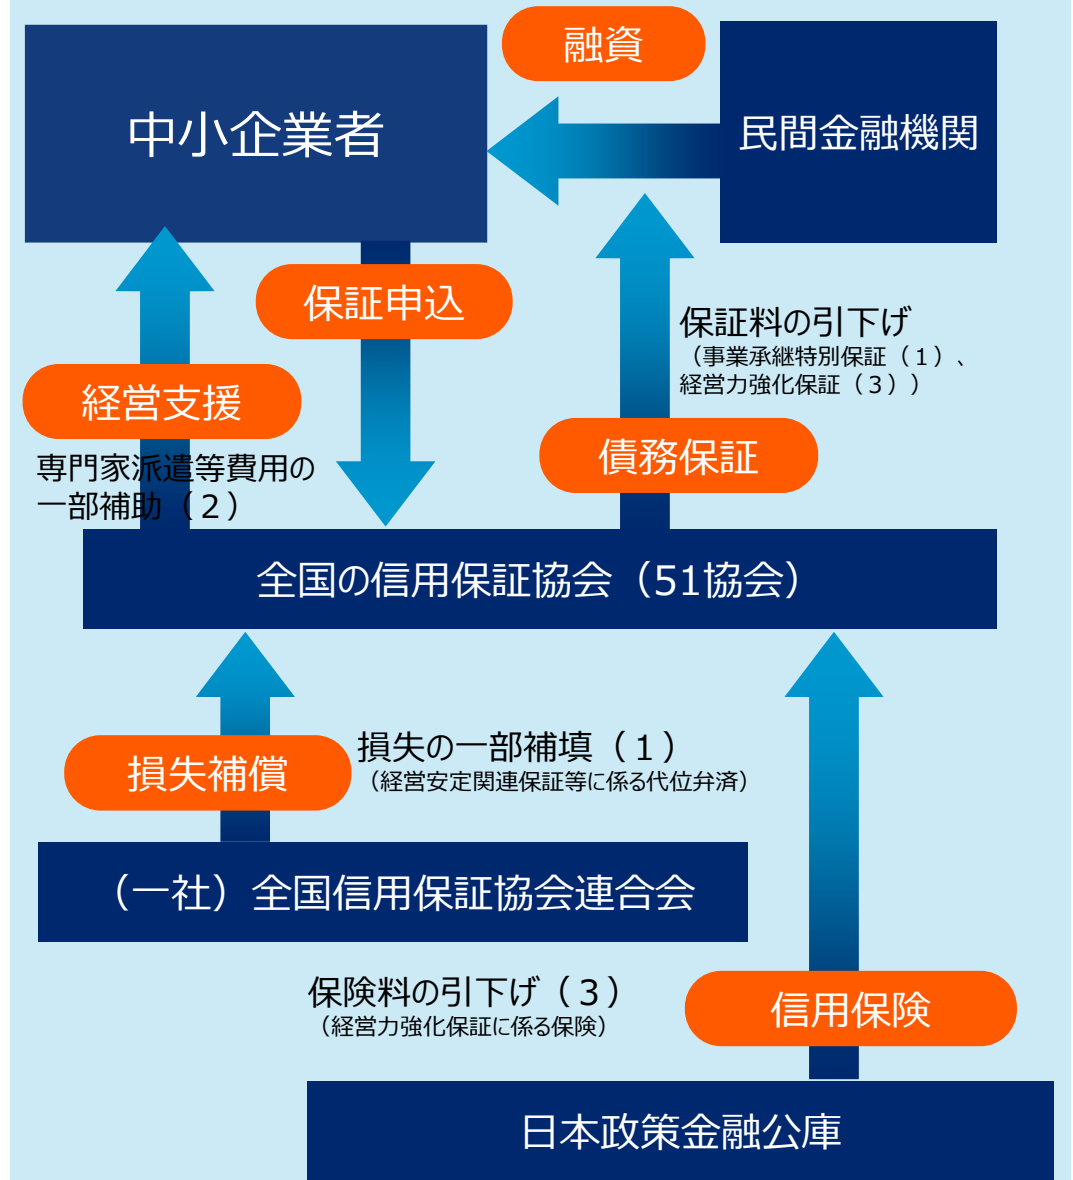 融資
中小企業者
民間金融機関
保証申込
保証料の引下げ
（事業承継特別保証（１）、
経営力強化保証（３））
経営支援
債務保証
専門家派遣等費用の
一部補助（２）
全国の信用保証協会（51協会）
損失補償
損失の一部補填（１）
（経営安定関連保証等に係る代位弁済）
（一社）全国信用保証協会連合会
保険料の引下げ（３）
（経営力強化保証に係る保険）
信用保険
日本政策金融公庫